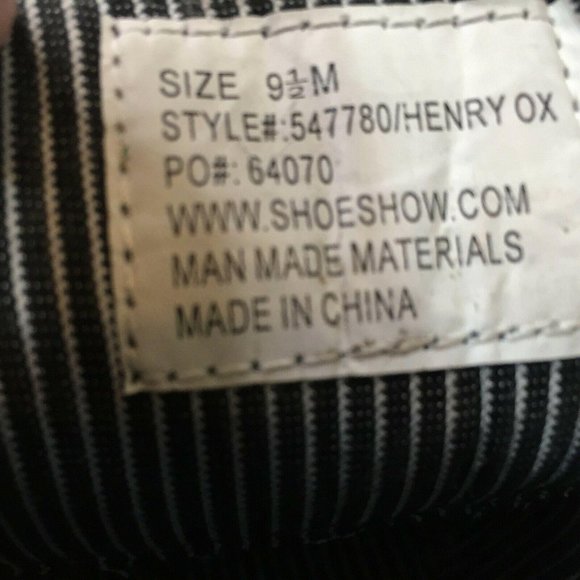 SIZE 9½M
STYLE#:547780/HENRY OX
PO#: 64070
WWW.SHOESHOW.COM
MAN MADE MATERIALS
MADE IN CHINA